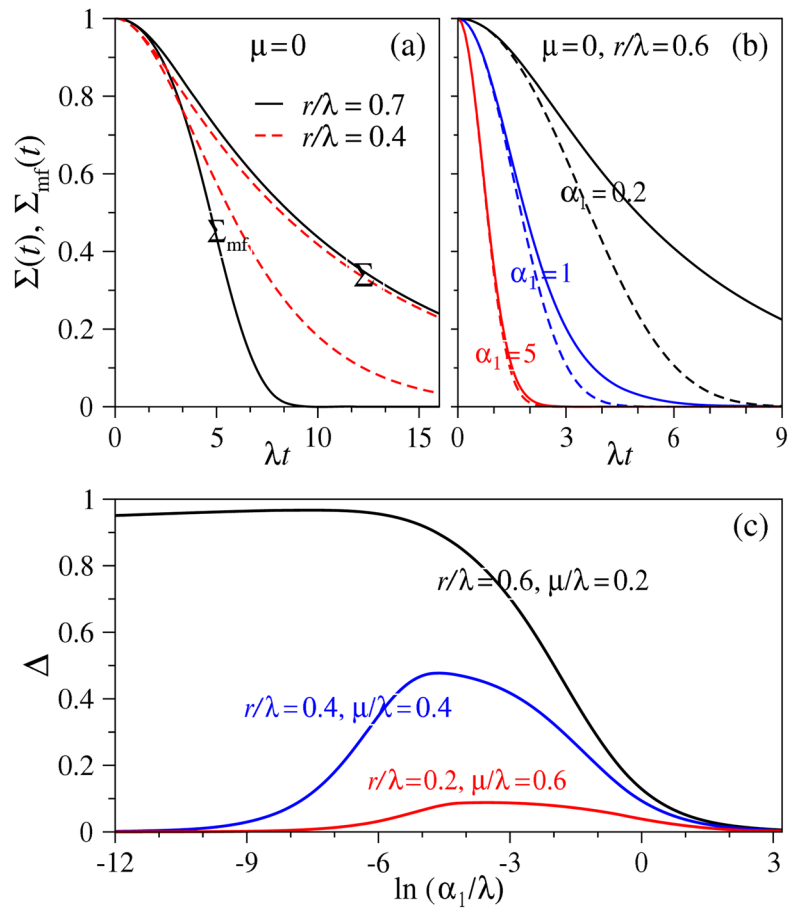 μ=0 (a)
r/λ = 0.7
r/λ = 0.4
Σ(t), Σmf(t)
Σmf
Σ
1
0.8
0.6
0.4
0.2
0
0 5 10 15
λt
μ=0, r/λ=0.6 (b)
α1=0.2
α1=1
α1=5
0 3 6 9
λt
(c)
r/λ=0.6, μ/λ=0.2
r/λ=0.4, μ/λ=0.4
r/λ=0.2, μ/λ=0.6
Δ
1
0.8
0.6
0.4
0.2
0
-12 -9 -6 -3 0 3
ln (α1/λ)